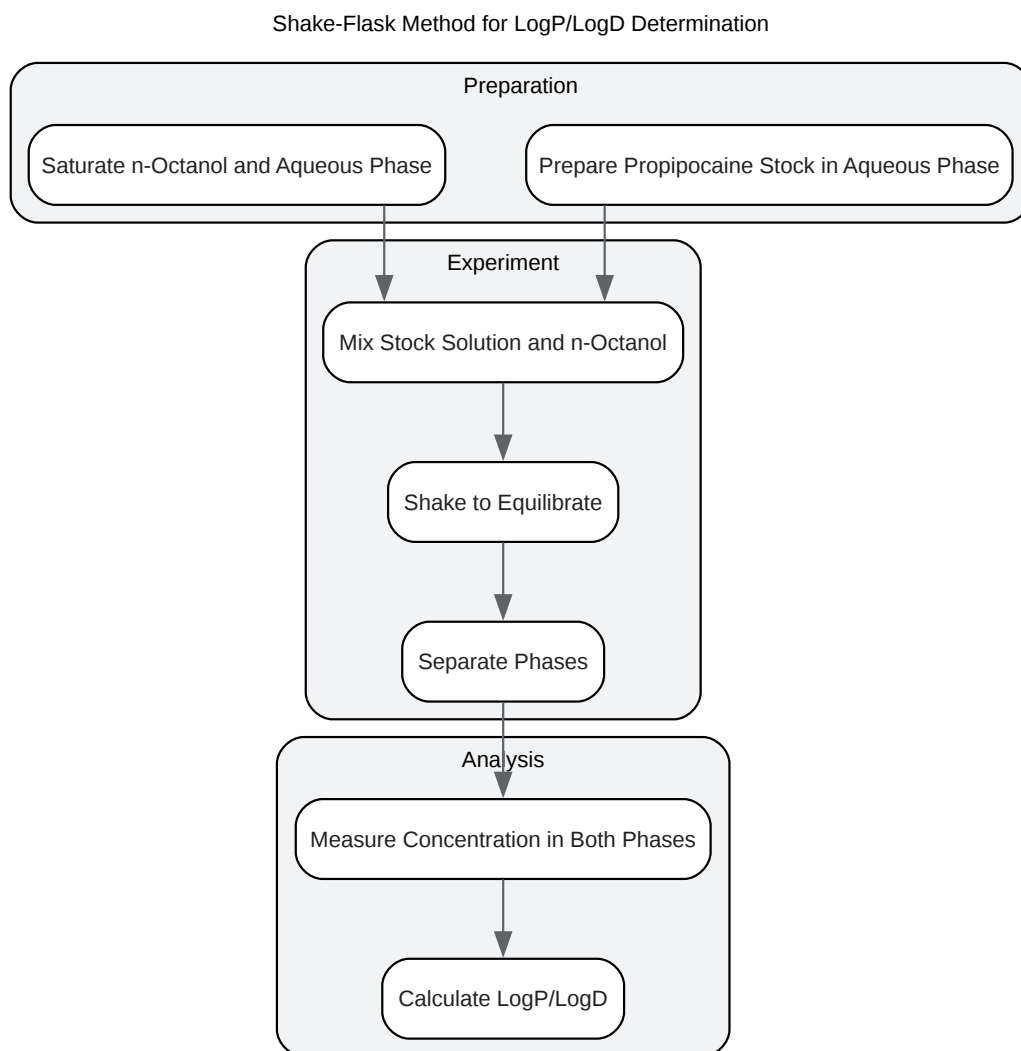 Shake-Flask Method for LogP/LogD Determination
Preparation
Saturate n-Octanol and Aqueous Phase
Prepare Propipocaine Stock in Aqueous Phase
Experiment
Mix Stock Solution and n-Octanol
Shake to Equilibrate
Separate Phases
Analysis
Measure Concentration in Both Phases
Calculate LogP/LogD